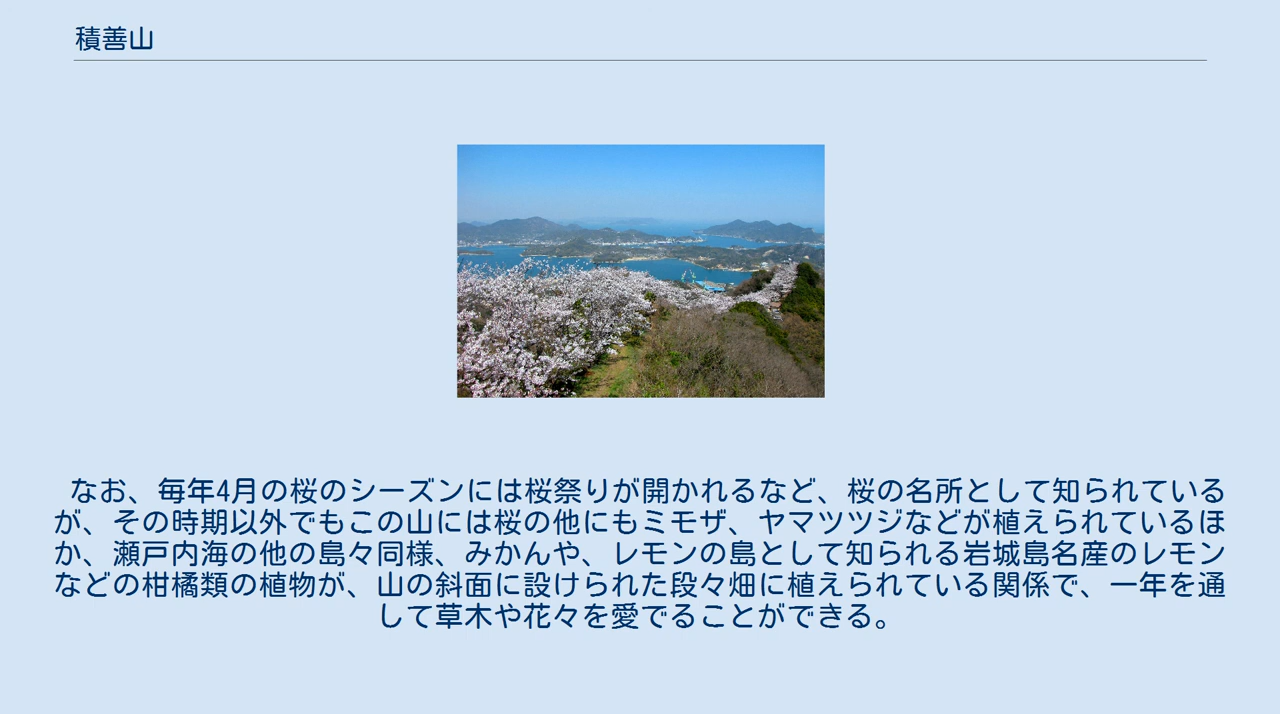 積善山
なお、毎年4月の桜のシーズンには桜祭りが開かれるなど、桜の名所として知られている
が、その時期以外でもこの山には桜の他にもミモザ、ヤマツツジなどが植えられているほ
か、瀬戸内海の他の島々同様、みかんや、レモンの島として知られる岩城島名産のレモン
などの柑橘類の植物が、山の斜面に設けられた段々畑に植えられている関係で、一年を通
して草木や花々を愛でることができる。